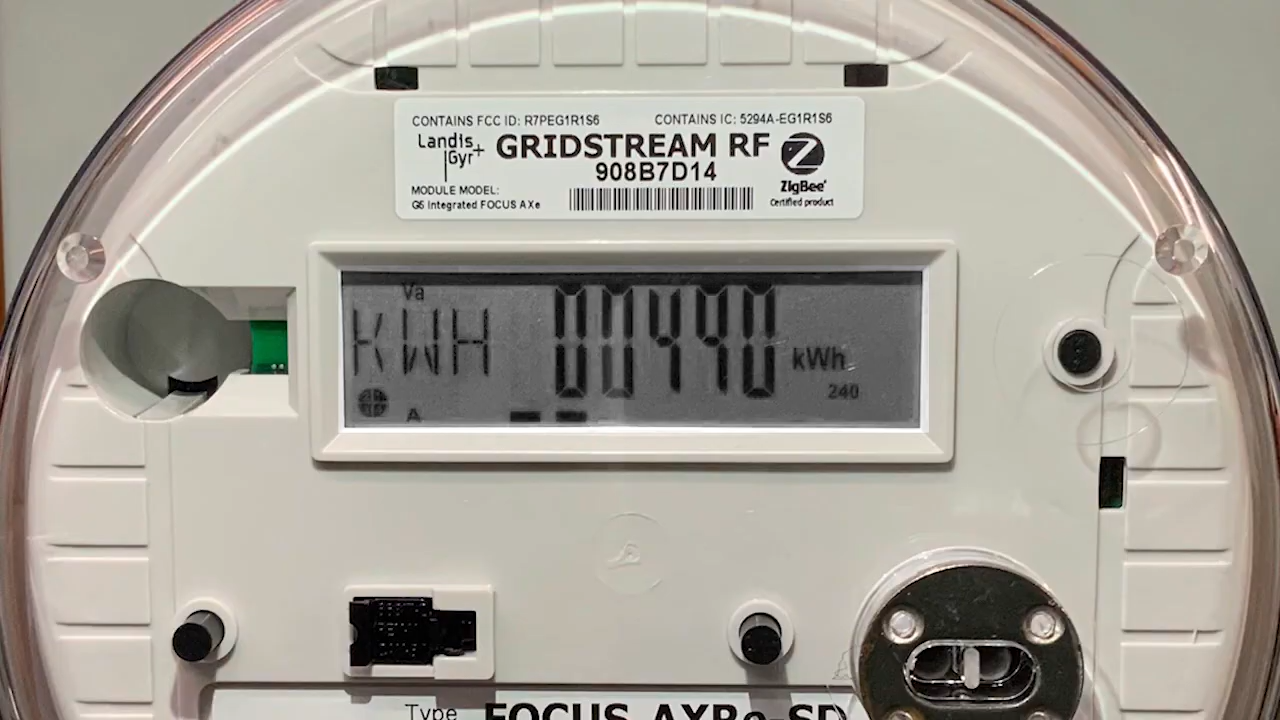 CONTAINS FCC ID: R7PEG1R1S6 CONTAINS IC: 5294A-EG1R1S6
Landis+
Gyr
GRIDSTREAM RF
908B7D14
MODULE MODEL:
G5 Integrated FOCUS AXe
Z
ZigBee®
Certified product
Va
KWH 00440 kWh
240
A
Type FOCUS AXRe-SD